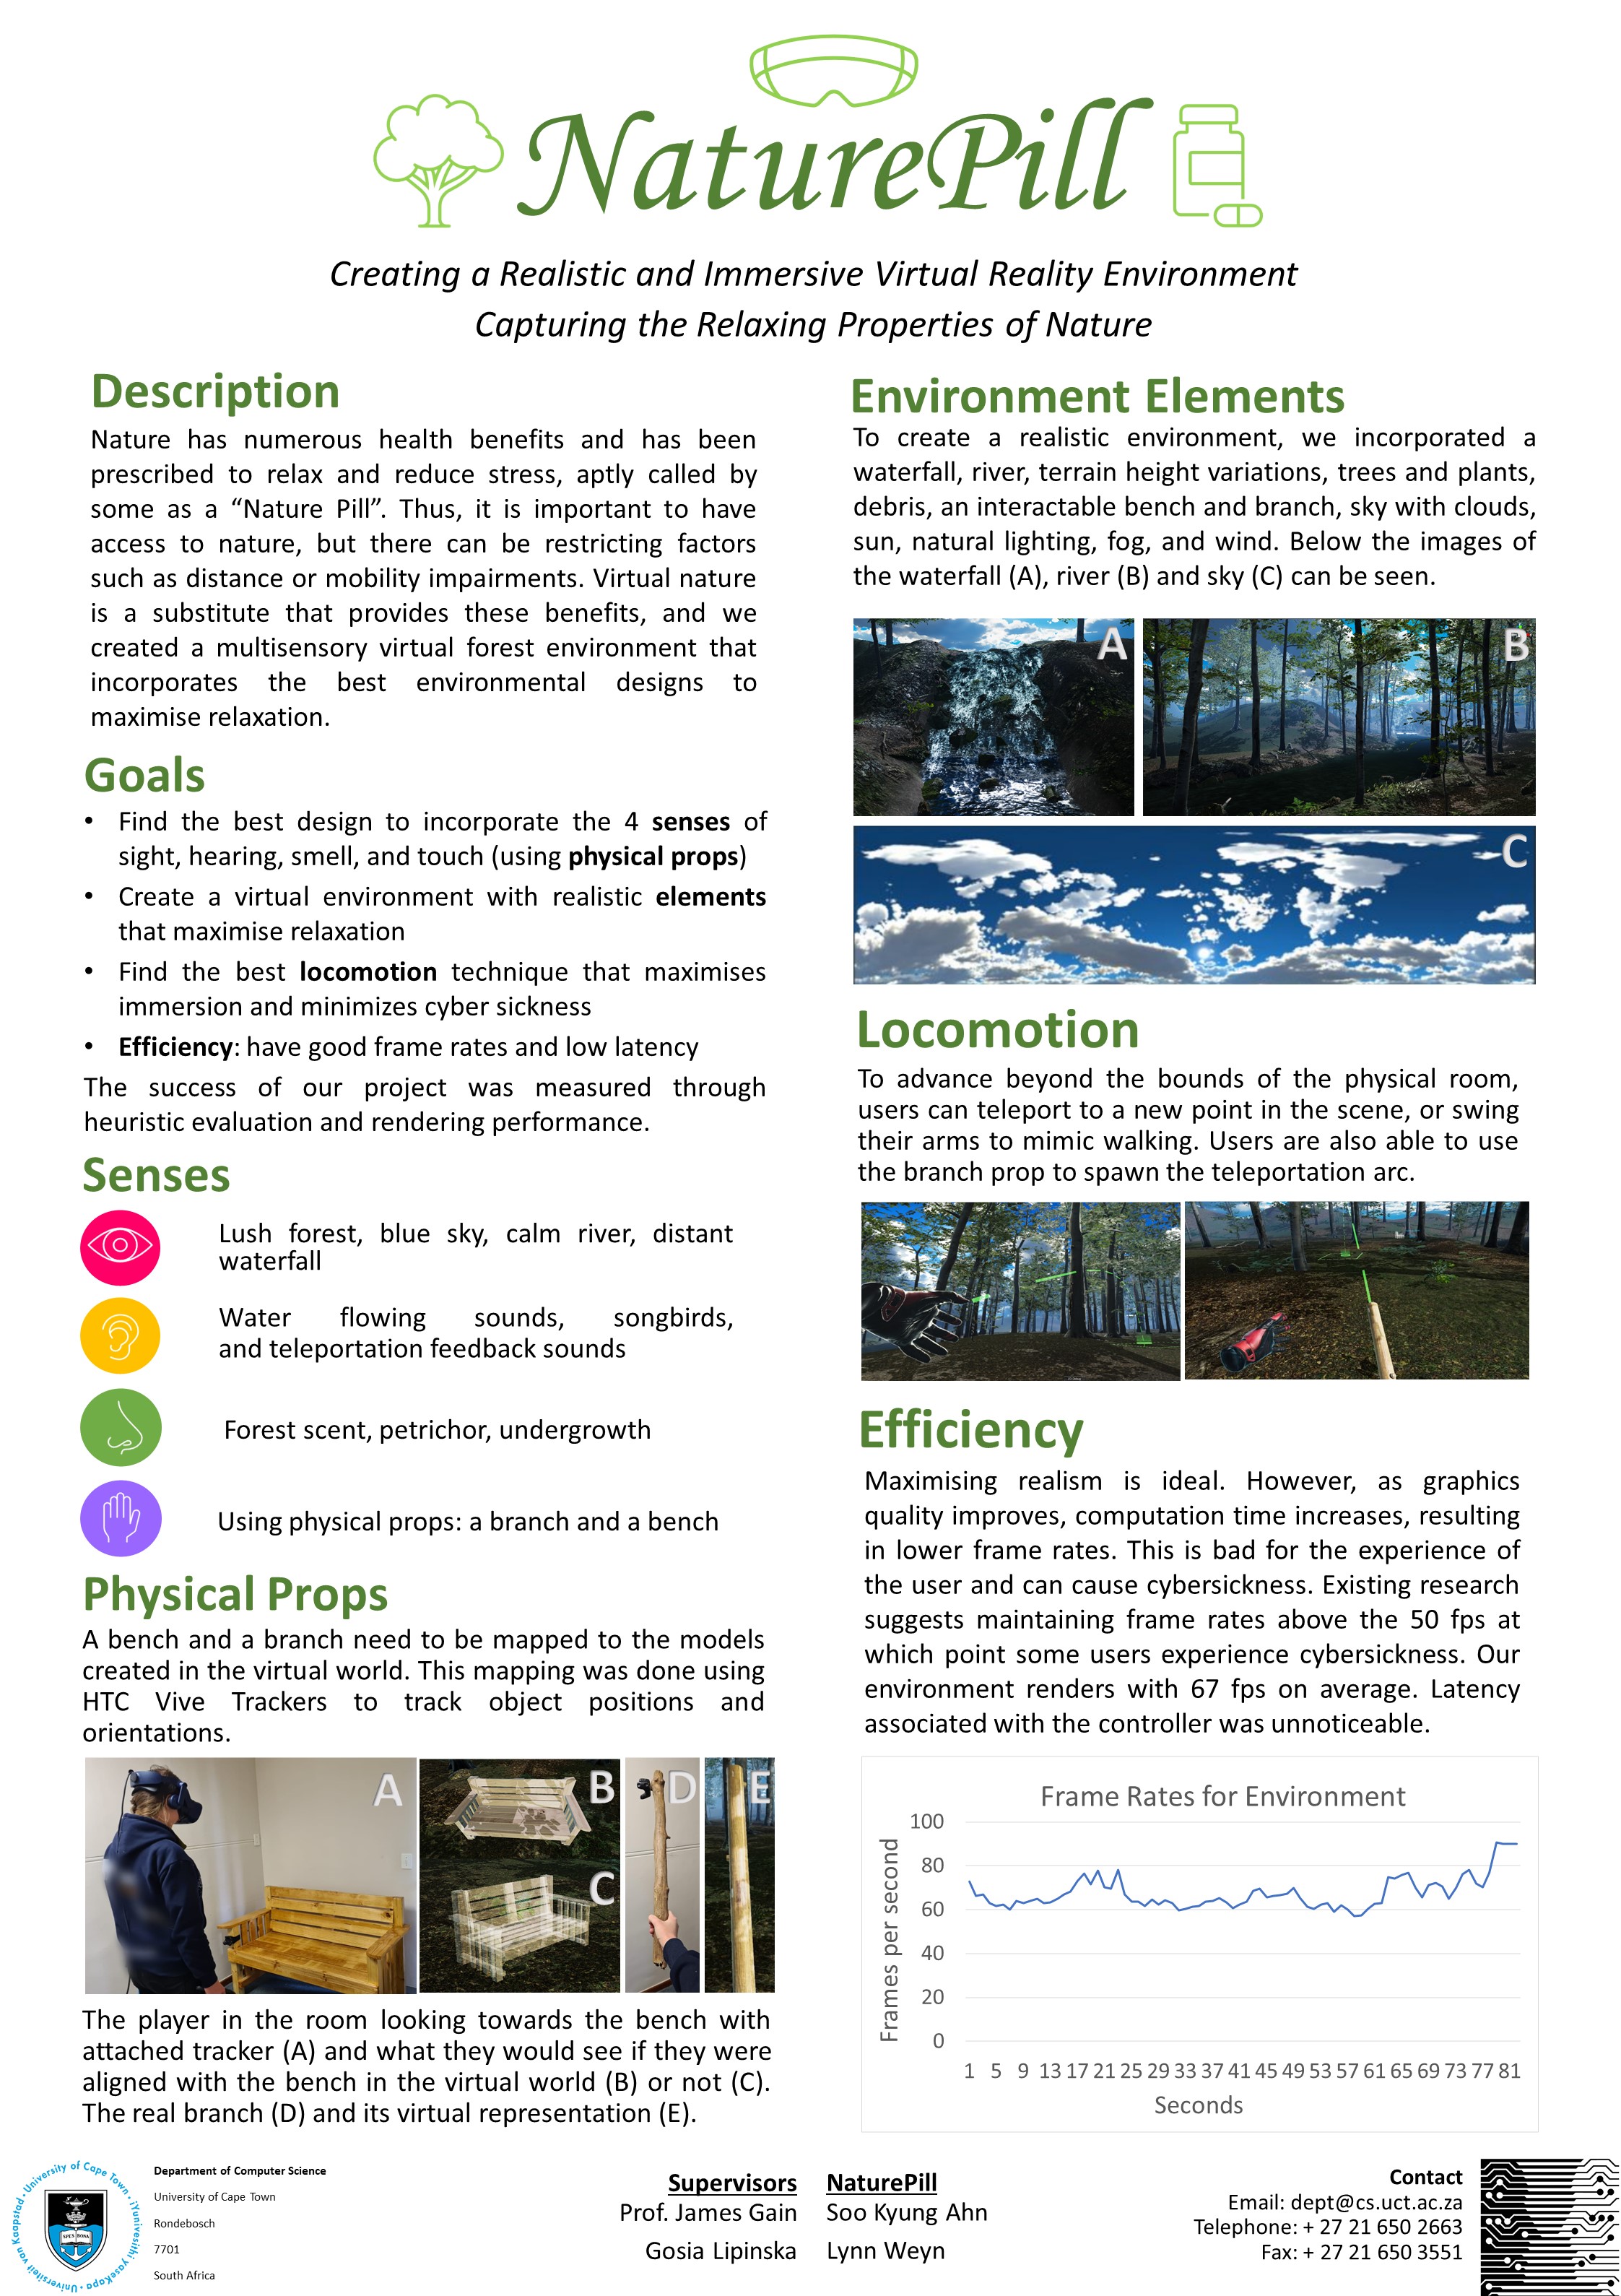 NaturePill
Creating a Realistic and Immersive Virtual Reality Environment
Capturing the Relaxing Properties of Nature
Description
Nature has numerous health benefits and has been
prescribed to relax and reduce stress, aptly called by
some as a “Nature Pill”. Thus, it is important to have
access to nature, but there can be restricting factors
such as distance or mobility impairments. Virtual nature
is a substitute that provides these benefits, and we
created a multisensory virtual forest environment that
incorporates the best environmental designs to
maximise relaxation.
Goals
• Find the best design to incorporate the 4 senses of
sight, hearing, smell, and touch (using physical props)
• Create a virtual environment with realistic elements
that maximise relaxation
• Find the best locomotion technique that maximises
immersion and minimizes cyber sickness
• Efficiency: have good frame rates and low latency
The success of our project was measured through
heuristic evaluation and rendering performance.
Senses
Lush forest, blue sky, calm river, distant
waterfall
Water flowing sounds, songbirds,
and teleportation feedback sounds
Forest scent, petrichor, undergrowth
Using physical props: a branch and a bench
Physical Props
A bench and a branch need to be mapped to the models
created in the virtual world. This mapping was done using
HTC Vive Trackers to track object positions and
orientations.
A
B
C
D
E
The player in the room looking towards the bench with
attached tracker (A) and what they would see if they were
aligned with the bench in the virtual world (B) or not (C).
The real branch (D) and its virtual representation (E).
Environment Elements
To create a realistic environment, we incorporated a
waterfall, river, terrain height variations, trees and plants,
debris, an interactable bench and branch, sky with clouds,
sun, natural lighting, fog, and wind. Below the images of
the waterfall (A), river (B) and sky (C) can be seen.
A
B
C
Locomotion
To advance beyond the bounds of the physical room,
users can teleport to a new point in the scene, or swing
their arms to mimic walking. Users are also able to use
the branch prop to spawn the teleportation arc.
Efficiency
Maximising realism is ideal. However, as graphics
quality improves, computation time increases, resulting
in lower frame rates. This is bad for the experience of
the user and can cause cybersickness. Existing research
suggests maintaining frame rates above the 50 fps at
which point some users experience cybersickness. Our
environment renders with 67 fps on average. Latency
associated with the controller was unnoticeable.
Frame Rates for Environment
Frames per second
100
80
60
40
20
0
1 5 9 13 17 21 25 29 33 37 41 45 49 53 57 61 65 69 73 77 81
Seconds
University of Cape Town · iYunivesithi yaseKapa · Universiteit van Kaapstad ·
SPES BONA
Department of Computer Science
University of Cape Town
Rondebosch
7701
South Africa
Supervisors
Prof. James Gain
Gosia Lipinska
NaturePill
Soo Kyung Ahn
Lynn Weyn
Contact
Email: dept@cs.uct.ac.za
Telephone: + 27 21 650 2663
Fax: + 27 21 650 3551